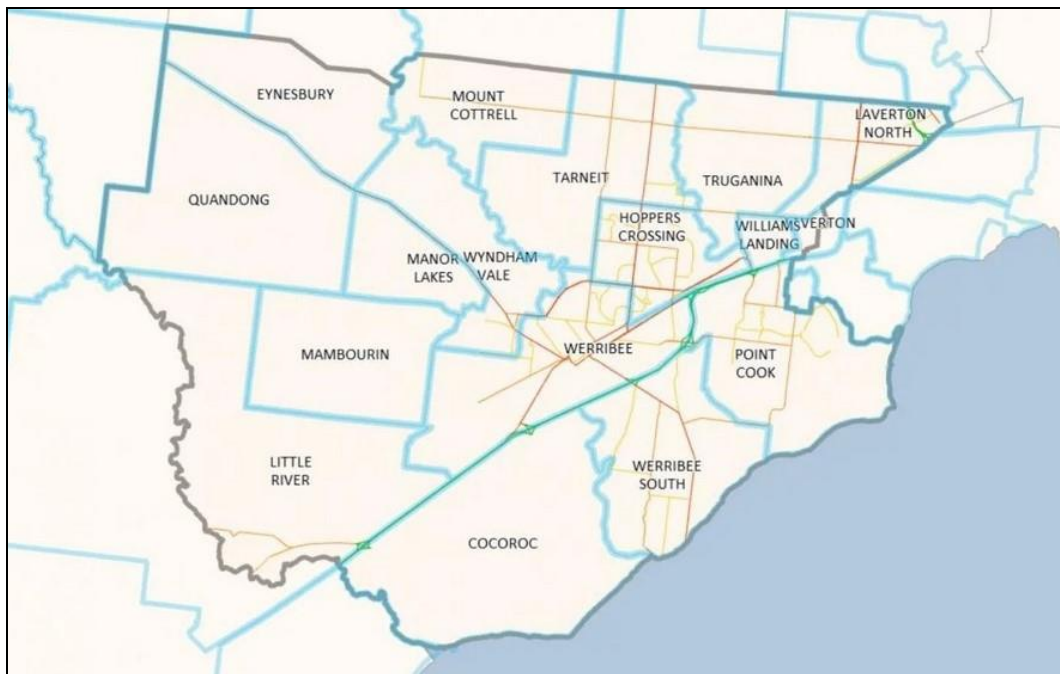 EYNESBURY
MOUNT
COTTRELL
LAVERTON
NORTH
TARNEIT
TRUGANINA
QUANDONG
HOPPERS
CROSSING
WILLIAMS
LANDING
VERTON
MANOR
LAKES
WYNDHAM
VALE
MAMBOURIN
WERRIBEE
POINT
COOK
LITTLE
RIVER
WERRIBEE
SOUTH
COCOROC